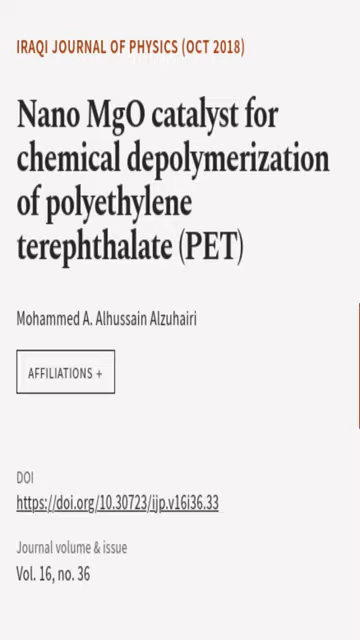 IRAQI JOURNAL OF PHYSICS (OCT 2018)
Nano MgO catalyst for
chemical depolymerization
of polyethylene
terephthalate (PET)
Mohammed A. Alhussain Alzuhairi
AFFILIATIONS +
DOI
https://doi.org/10.30723/ijp.v16i36.33
Journal volume & issue
Vol. 16, no. 36